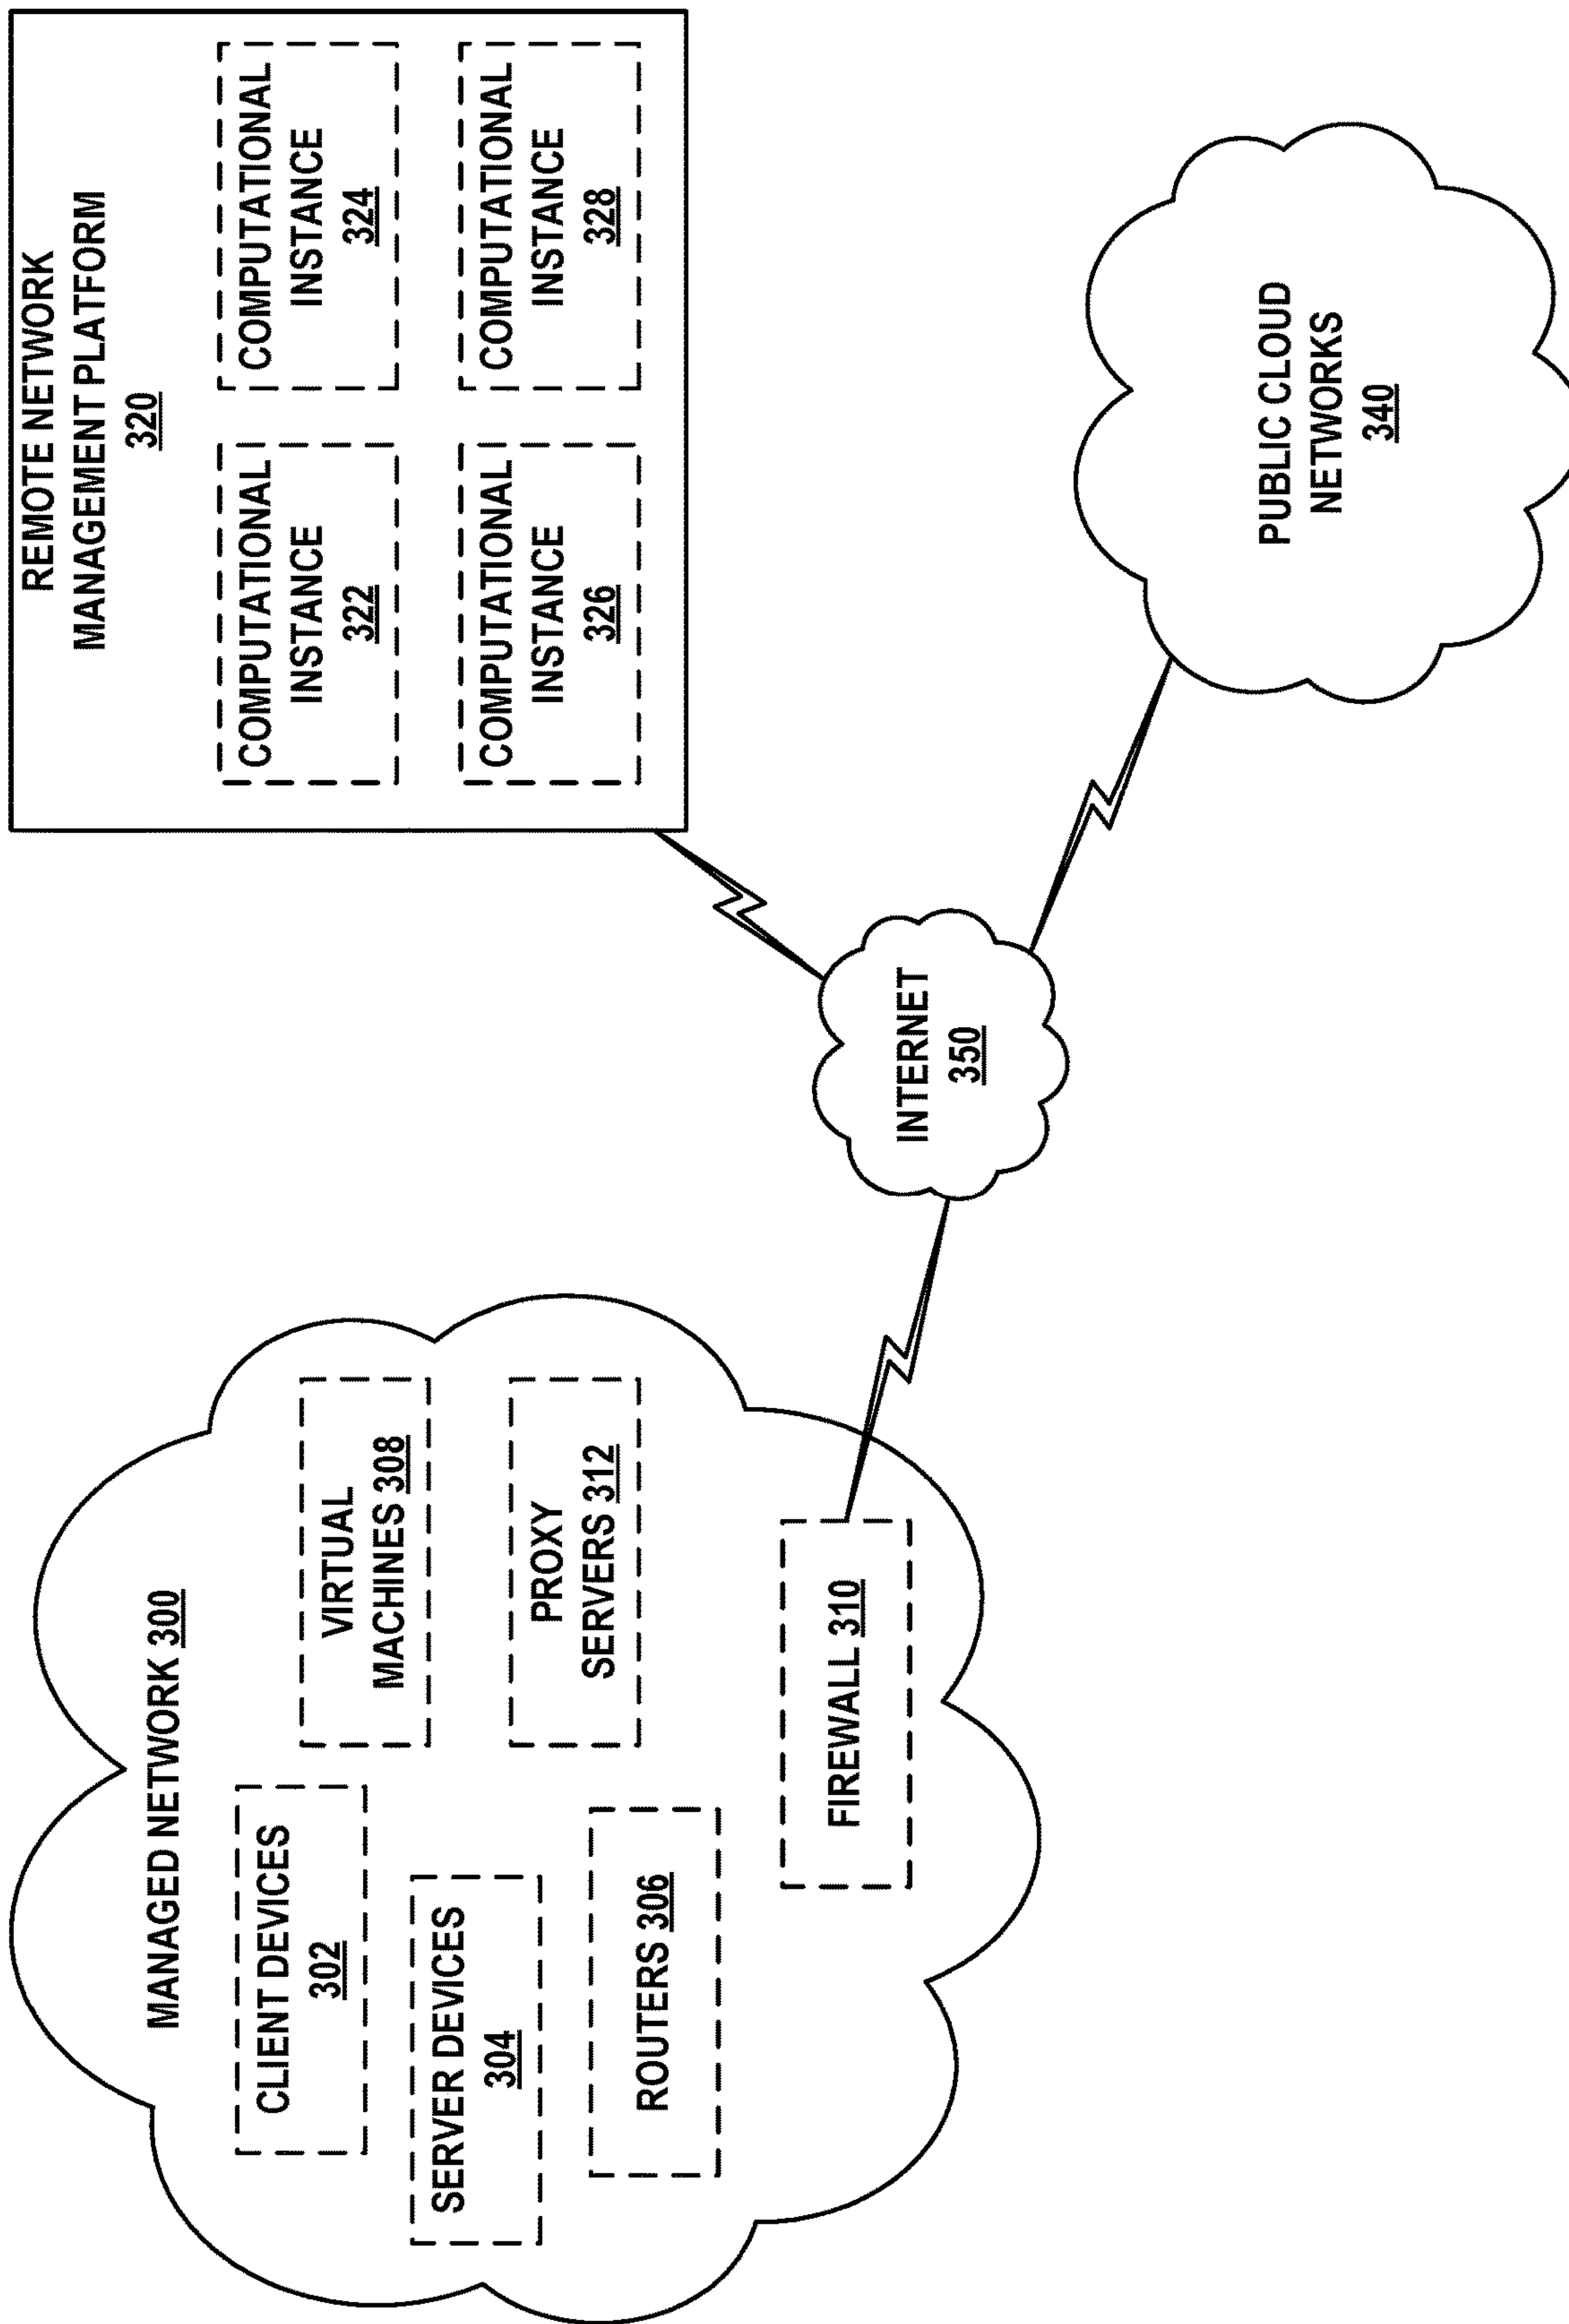 MANAGED NETWORK 300
CLIENT DEVICES
302
SERVER DEVICES
304
ROUTERS 306
VIRTUAL
MACHINES 308
PROXY
SERVERS 312
FIREWALL 310
INTERNET
350
REMOTE NETWORK
MANAGEMENT PLATFORM
320
COMPUTATIONAL
INSTANCE
322
COMPUTATIONAL
INSTANCE
324
COMPUTATIONAL
INSTANCE
326
COMPUTATIONAL
INSTANCE
328
PUBLIC CLOUD
NETWORKS
340